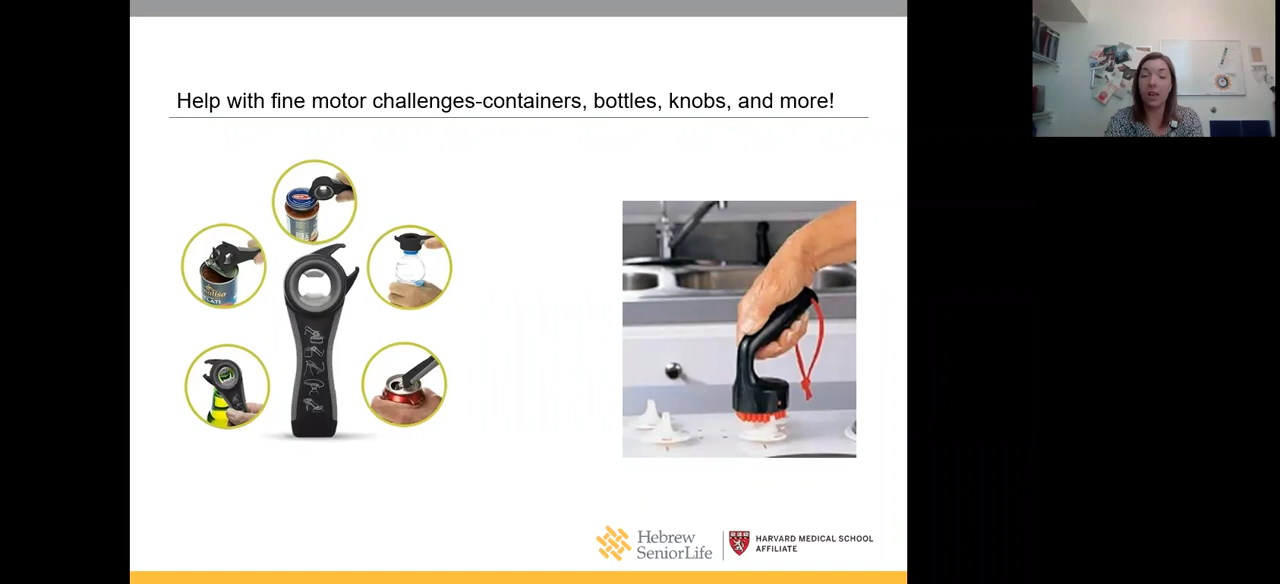 Help with fine motor challenges-containers, bottles, knobs, and more!
Hebrew
SeniorLife
HARVARD MEDICAL SCHOOL
AFFILIATE